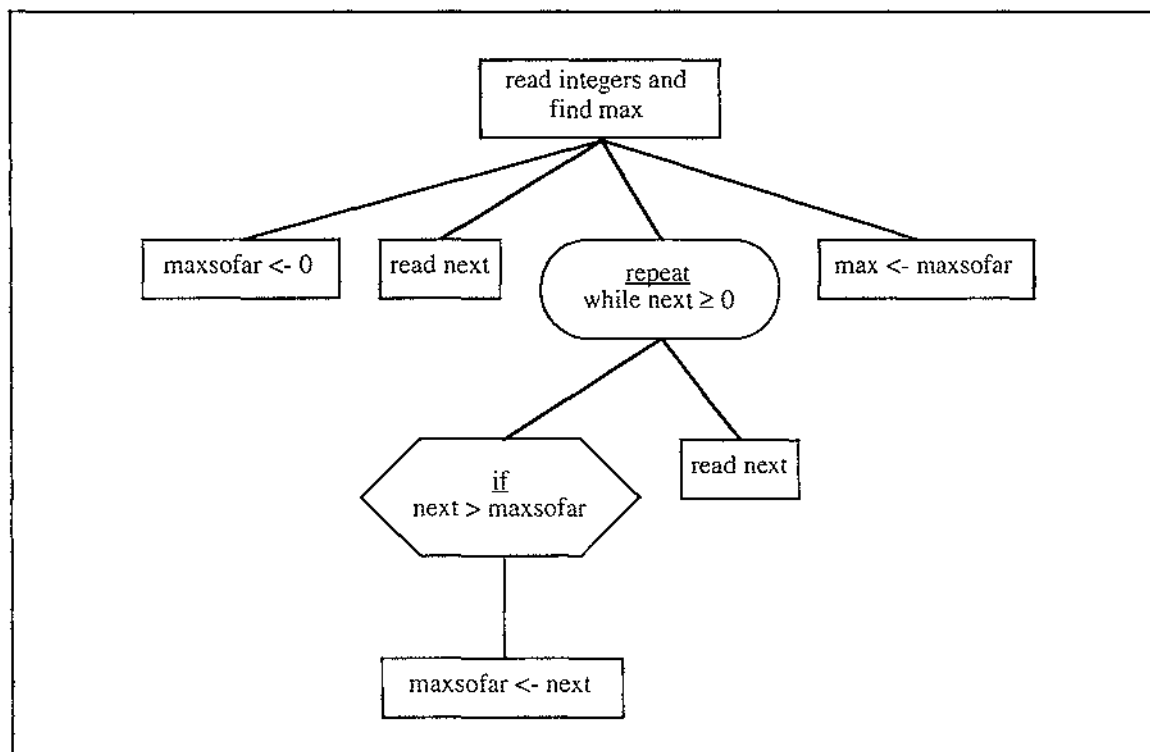 read integers and
find max
maxsofar <- 0
read next
repeat
while next ≥ 0
max <- maxsofar
if
next > maxsofar
read next
maxsofar <- next